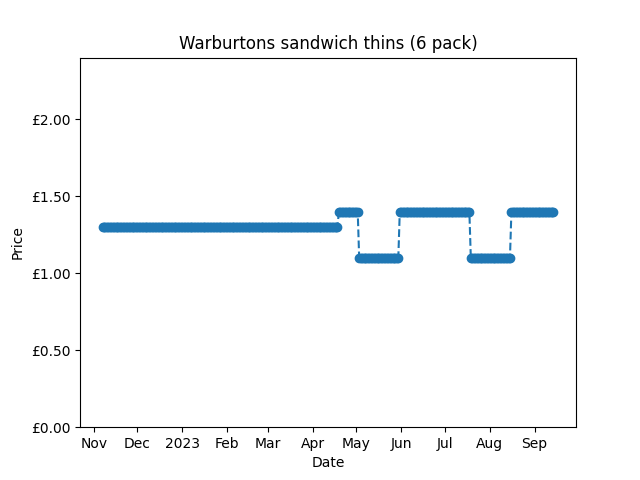 Warburtons sandwich thins (6 pack)
£2.00
£1.50
£1.00
£0.50
£0.00
Price
Nov Dec 2023 Feb Mar Apr May Jun Jul Aug Sep
Date